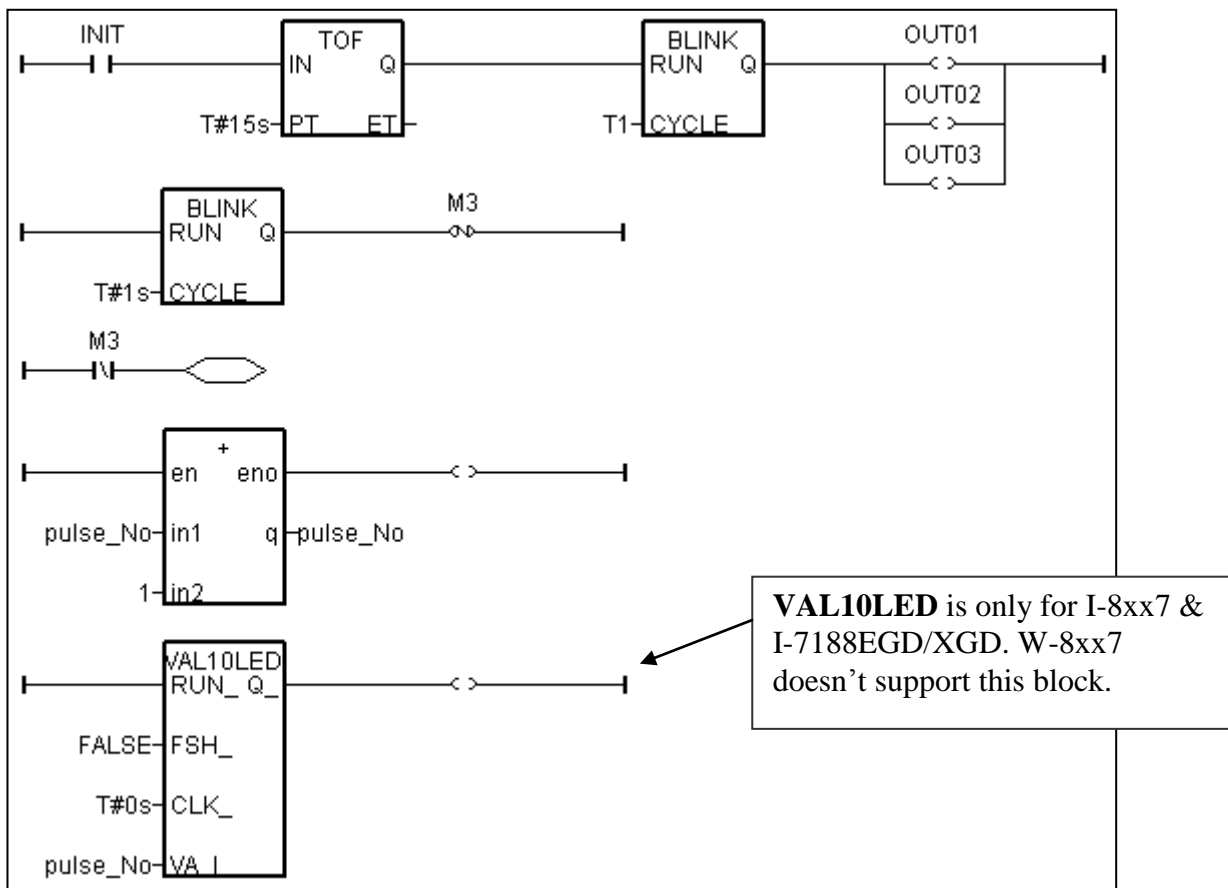 INIT
TOF
IN Q
T#15s PT ET
BLINK
RUN Q
T1 CYCLE
OUT01
OUT02
OUT03
BLINK
RUN Q
T#1s CYCLE
M3
M3
+
en eno
pulse_No in1 q pulse_No
1 in2
VAL10LED
RUN_ Q_
FALSE FSH_
T#0s CLK_
pulse_No VA_I
VAL10LED is only for I-8xx7 &
I-7188EGD/XGD. W-8xx7
doesn’t support this block.